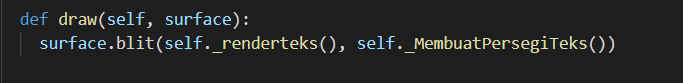 def draw(self, surface):
surface.blit(self._renderteks(), self._MembuatPersegiTeks())